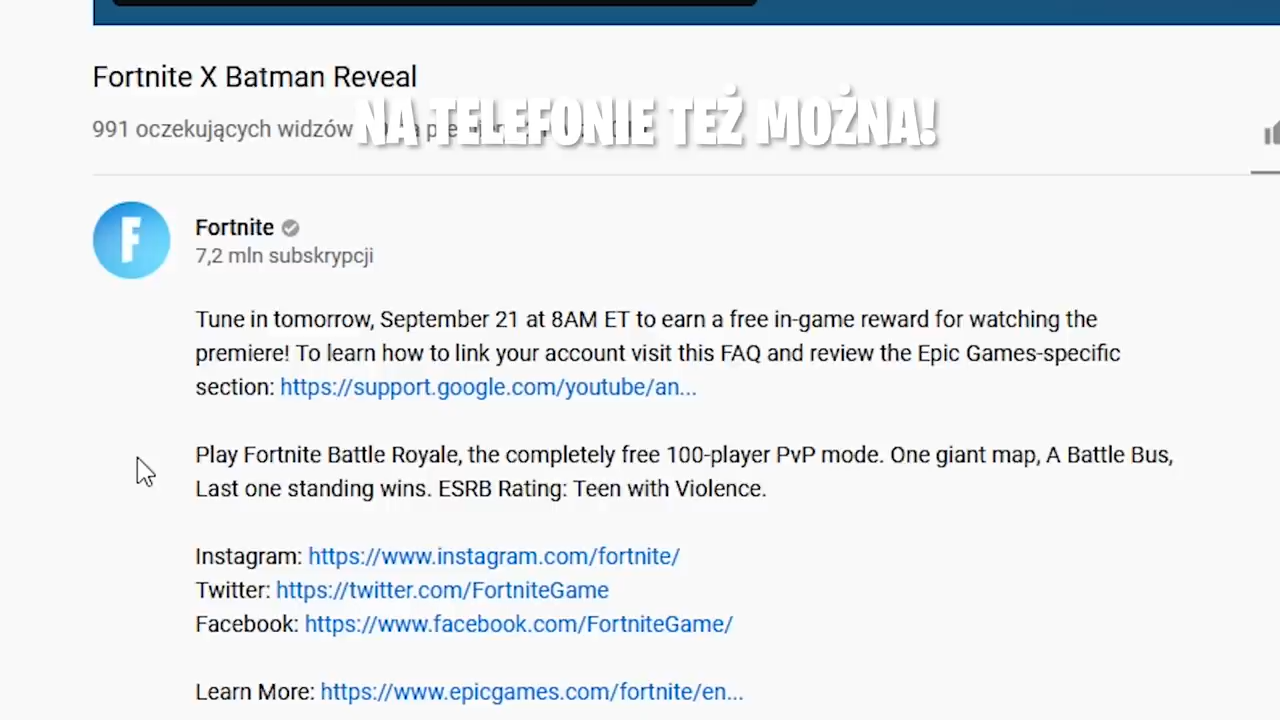 Fortnite X Batman Reveal
NA TELEFONIE TEŻ MOŻNA!
991 oczekujących widzów
F
Fortnite
7,2 mln subskrypcji
Tune in tomorrow, September 21 at 8AM ET to earn a free in-game reward for watching the
premiere! To learn how to link your account visit this FAQ and review the Epic Games-specific
section: https://support.google.com/youtube/an...
Play Fortnite Battle Royale, the completely free 100-player PvP mode. One giant map, A Battle Bus,
Last one standing wins. ESRB Rating: Teen with Violence.
Instagram: https://www.instagram.com/fortnite/
Twitter: https://twitter.com/FortniteGame
Facebook: https://www.facebook.com/FortniteGame/
Learn More: https://www.epicgames.com/fortnite/en...